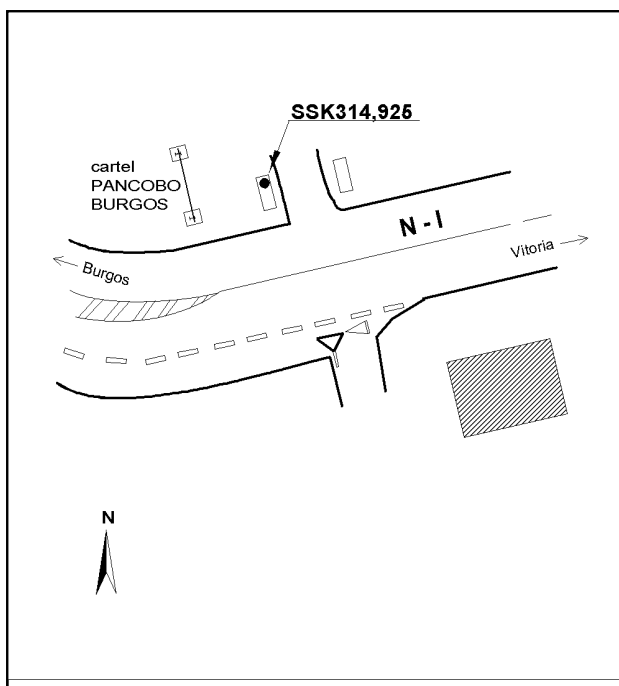 SSK314,925
cartel
PANCOBO
BURGOS
N - I
Vitoria
Burgos
N